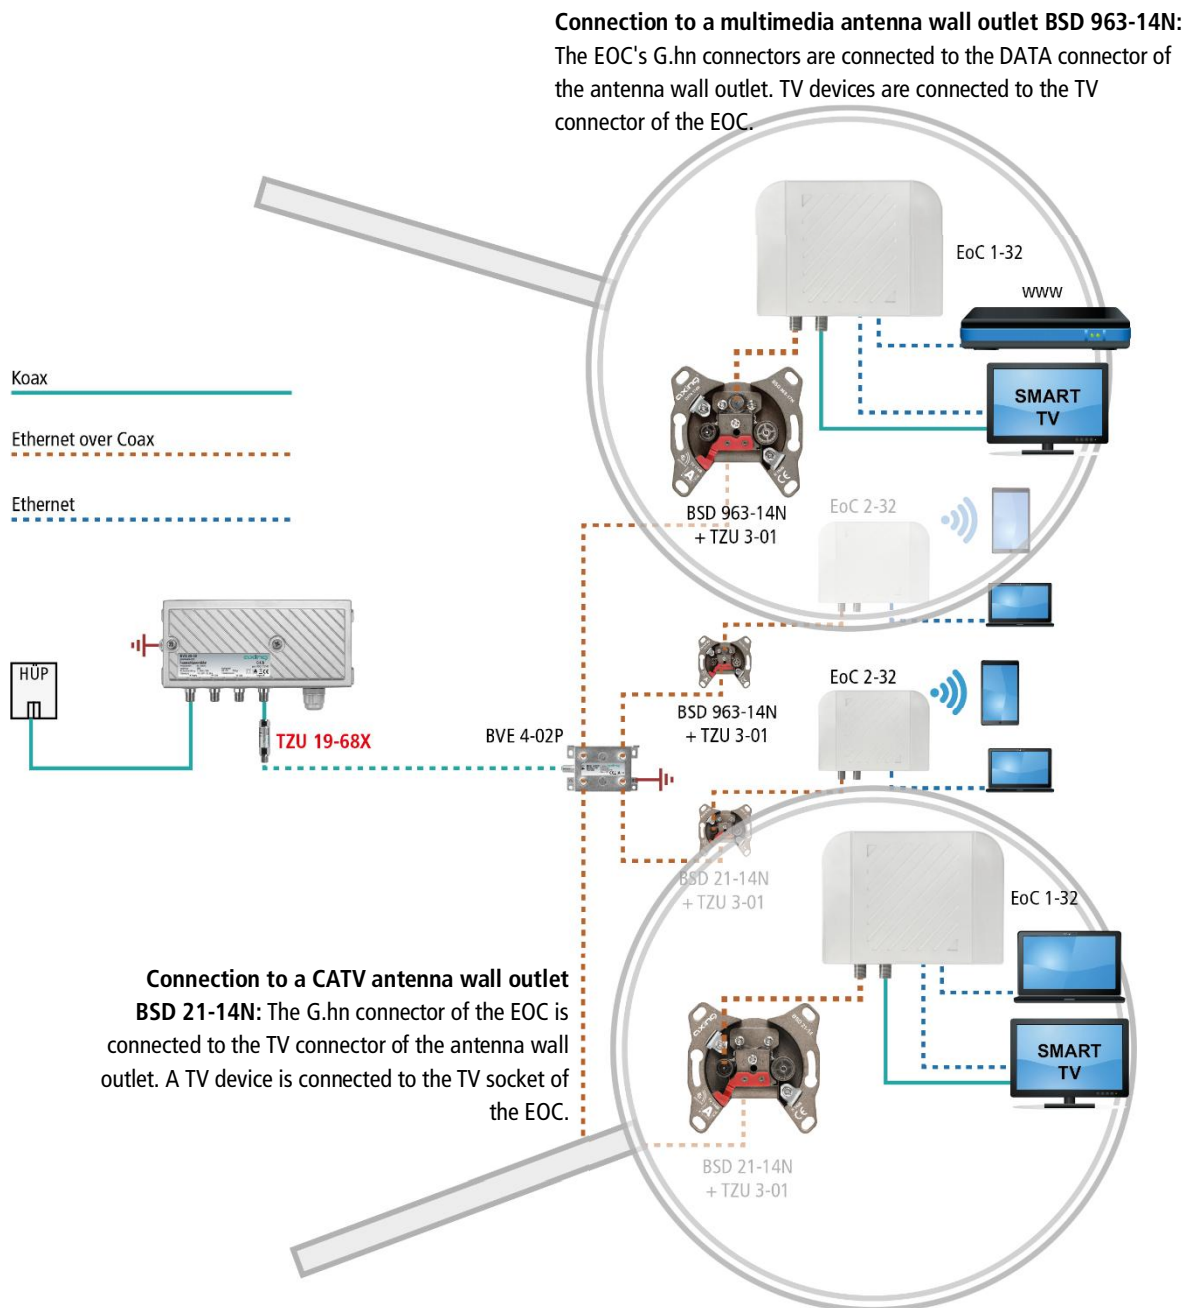 Connection to a multimedia antenna wall outlet BSD 963-14N:
The EOC's G.hn connectors are connected to the DATA connector of
the antenna wall outlet. TV devices are connected to the TV
connector of the EOC.
EoC 1-32
www
SMART
TV
Koax
Ethernet over Coax
Ethernet
BSD 963-14N
+ TZU 3-01
EoC 2-32
HÜP
TZU 19-68X
BVE 4-02P
BSD 963-14N
+ TZU 3-01
EoC 2-32
BSD 21-14N
+ TZU 3-01
EoC 1-32
Connection to a CATV antenna wall outlet
BSD 21-14N: The G.hn connector of the EOC is
connected to the TV connector of the antenna wall
outlet. A TV device is connected to the TV socket of
the EOC.
SMART
TV
BSD 21-14N
+ TZU 3-01